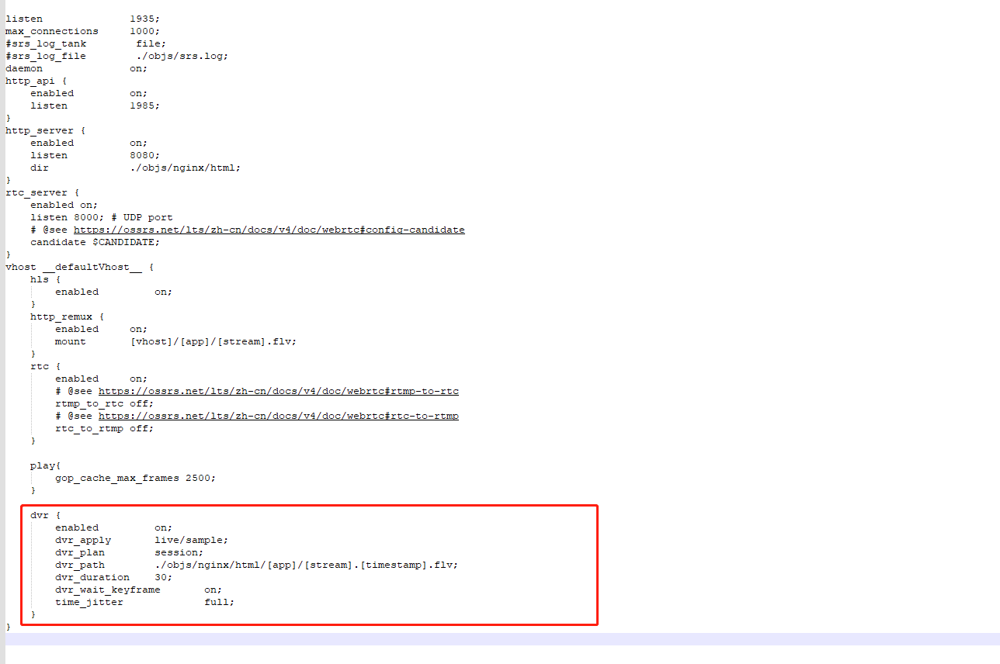 listen              1935;
max_connections     1000;
#srs_log_tank        file;
#srs_log_file        ./objs/srs.log;
daemon              on;
http_api {
    enabled         on;
    listen          1985;
}
http_server {
    enabled         on;
    listen          8080;
    dir             ./objs/nginx/html;
}
rtc_server {
    enabled on;
    listen 8000; # UDP port
    # @see https://ossrs.net/lts/zh-cn/docs/v4/doc/webrtc#config-candidate
    candidate $CANDIDATE;
}
vhost __defaultVhost__ {
    hls {
        enabled         on;
    }
    http_remux {
        enabled     on;
        mount       [vhost]/[app]/[stream].flv;
    }
    rtc {
        enabled     on;
        # @see https://ossrs.net/lts/zh-cn/docs/v4/doc/webrtc#rtmp-to-rtc
        rtmp_to_rtc off;
        # @see https://ossrs.net/lts/zh-cn/docs/v4/doc/webrtc#rtc-to-rtmp
        rtc_to_rtmp off;
    }
    play{
        gop_cache_max_frames 2500;
    }
    dvr {
        enabled         on;
        dvr_apply       live/sample;
        dvr_plan        session;
        dvr_path        ./objs/nginx/html/[app]/[stream].[timestamp].flv;
        dvr_duration    30;
        dvr_wait_keyframe       on;
        time_jitter             full;
    }
}